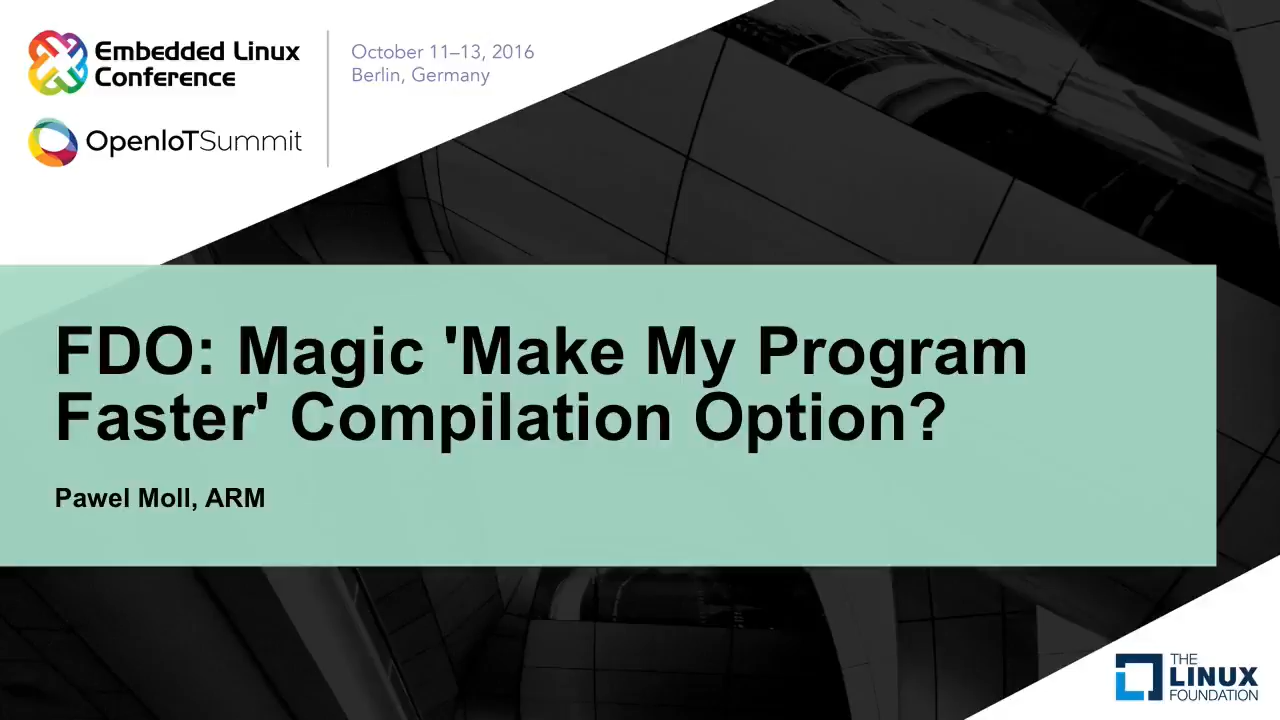 Embedded Linux
Conference
October 11–13, 2016
Berlin, Germany
OpenIoTSummit
FDO: Magic 'Make My Program
Faster' Compilation Option?
Pawel Moll, ARM
THE
LINUX
FOUNDATION